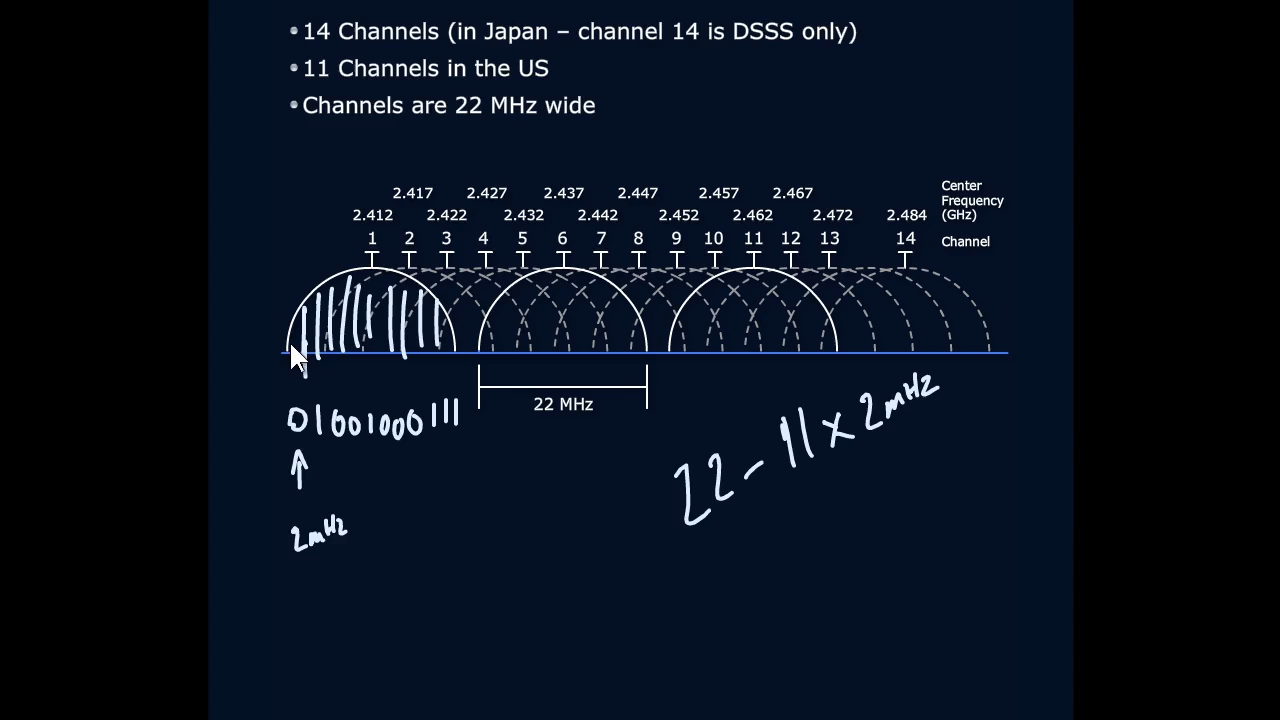 • 14 Channels (in Japan – channel 14 is DSSS only)
• 11 Channels in the US
• Channels are 22 MHz wide
2.417 2.427 2.437 2.447 2.457 2.467
Center
Frequency
(GHz)
2.412 2.422 2.432 2.442 2.452 2.462 2.472 2.484
1 2 3 4 5 6 7 8 9 10 11 12 13 14 Channel
22 MHz
01001000111
22 - 11 x 2mHz
2mHz